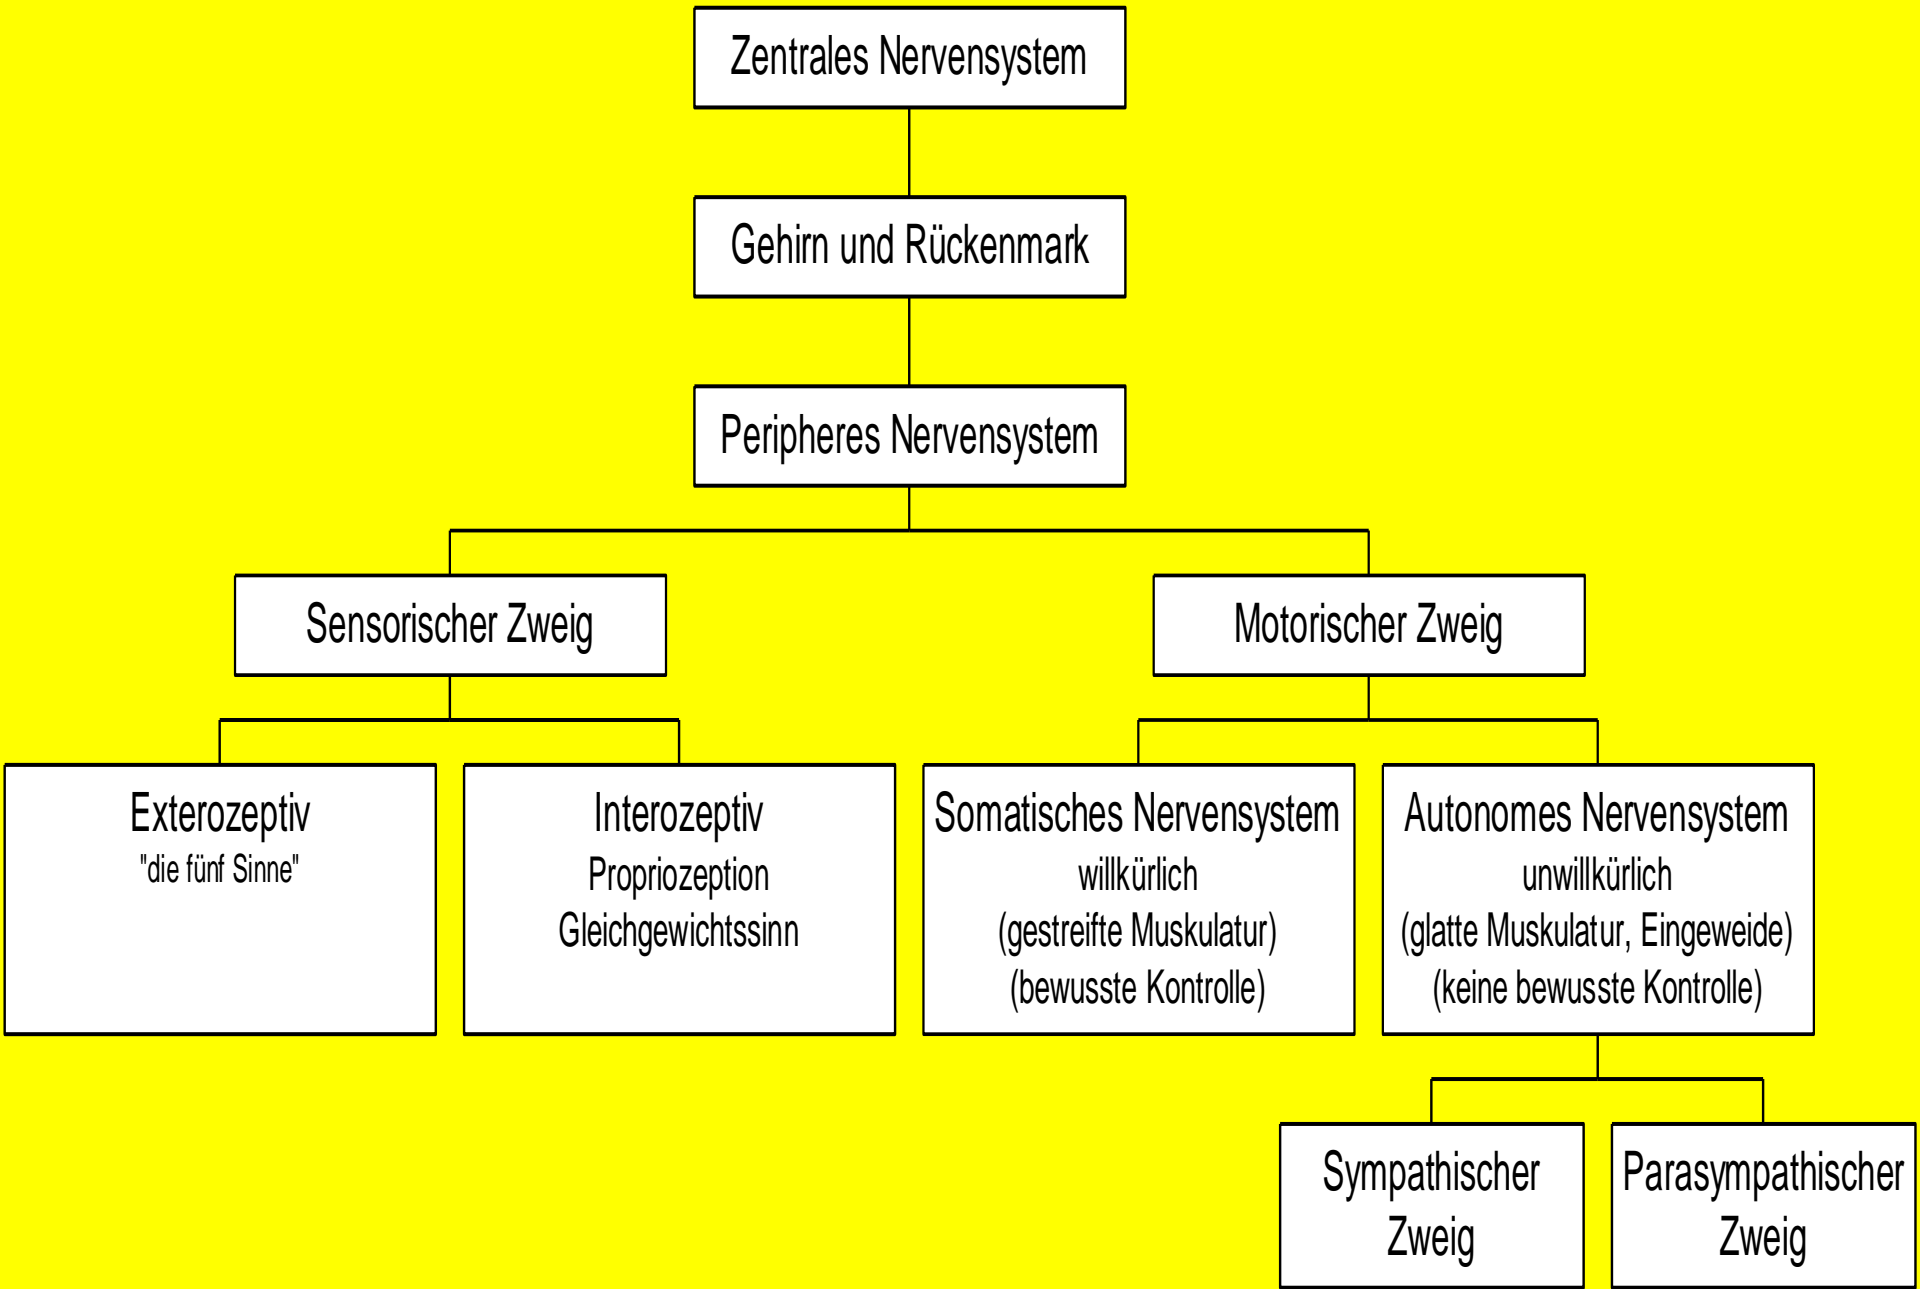 Zentrales Nervensystem
Gehirn und Rückenmark
Peripheres Nervensystem
Sensorischer Zweig
Motorischer Zweig
Exterozeptiv
"die fünf Sinne"
Interozeptiv
Propriozeption
Gleichgewichtssinn
Somatisches Nervensystem
willkürlich
(gestreifte Muskulatur)
(bewusste Kontrolle)
Autonomes Nervensystem
unwillkürlich
(glatte Muskulatur, Eingeweide)
(keine bewusste Kontrolle)
Sympathischer
Zweig
Parasympathischer
Zweig